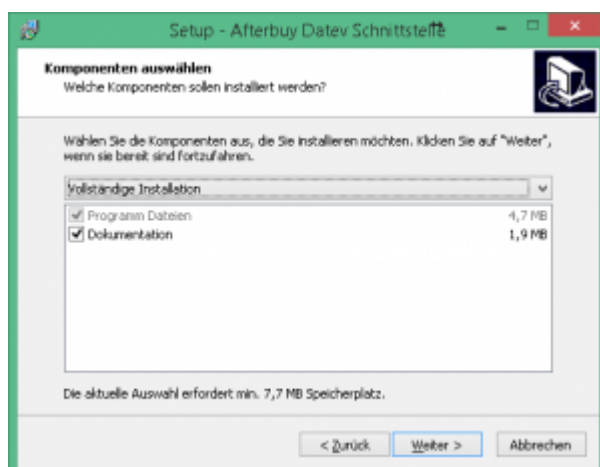 Setup - Afterbuy Datev Schnittstelle
Komponenten auswählen
Welche Komponenten sollen installiert werden?
Wählen Sie die Komponenten aus, die Sie installieren möchten. Klicken Sie auf "Weiter",
wenn sie bereit sind fortzufahren.
Vollständige Installation
Programm Dateien 4,7 MB
Dokumentation 1,9 MB
Die aktuelle Auswahl erfordert min. 7,7 MB Speicherplatz.
< Zurück Weiter > Abbrechen